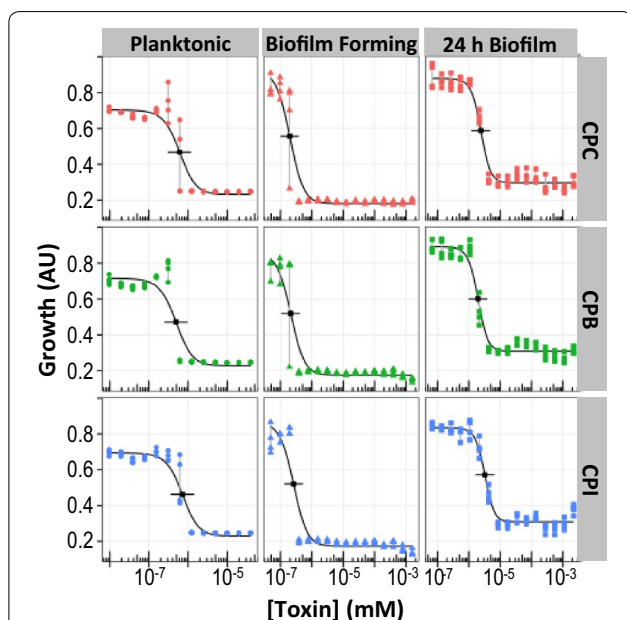 Planktonic Biofilm Forming 24 h Biofilm
0.8
0.6
0.4
0.2
CPC
0.8
0.6
0.4
0.2
CPB
0.8
0.6
0.4
0.2
CPI
Growth (AU)
10⁻⁷ 10⁻⁵ 10⁻⁷ 10⁻⁵ 10⁻³ 10⁻⁷ 10⁻⁵ 10⁻³
[Toxin] (mM)